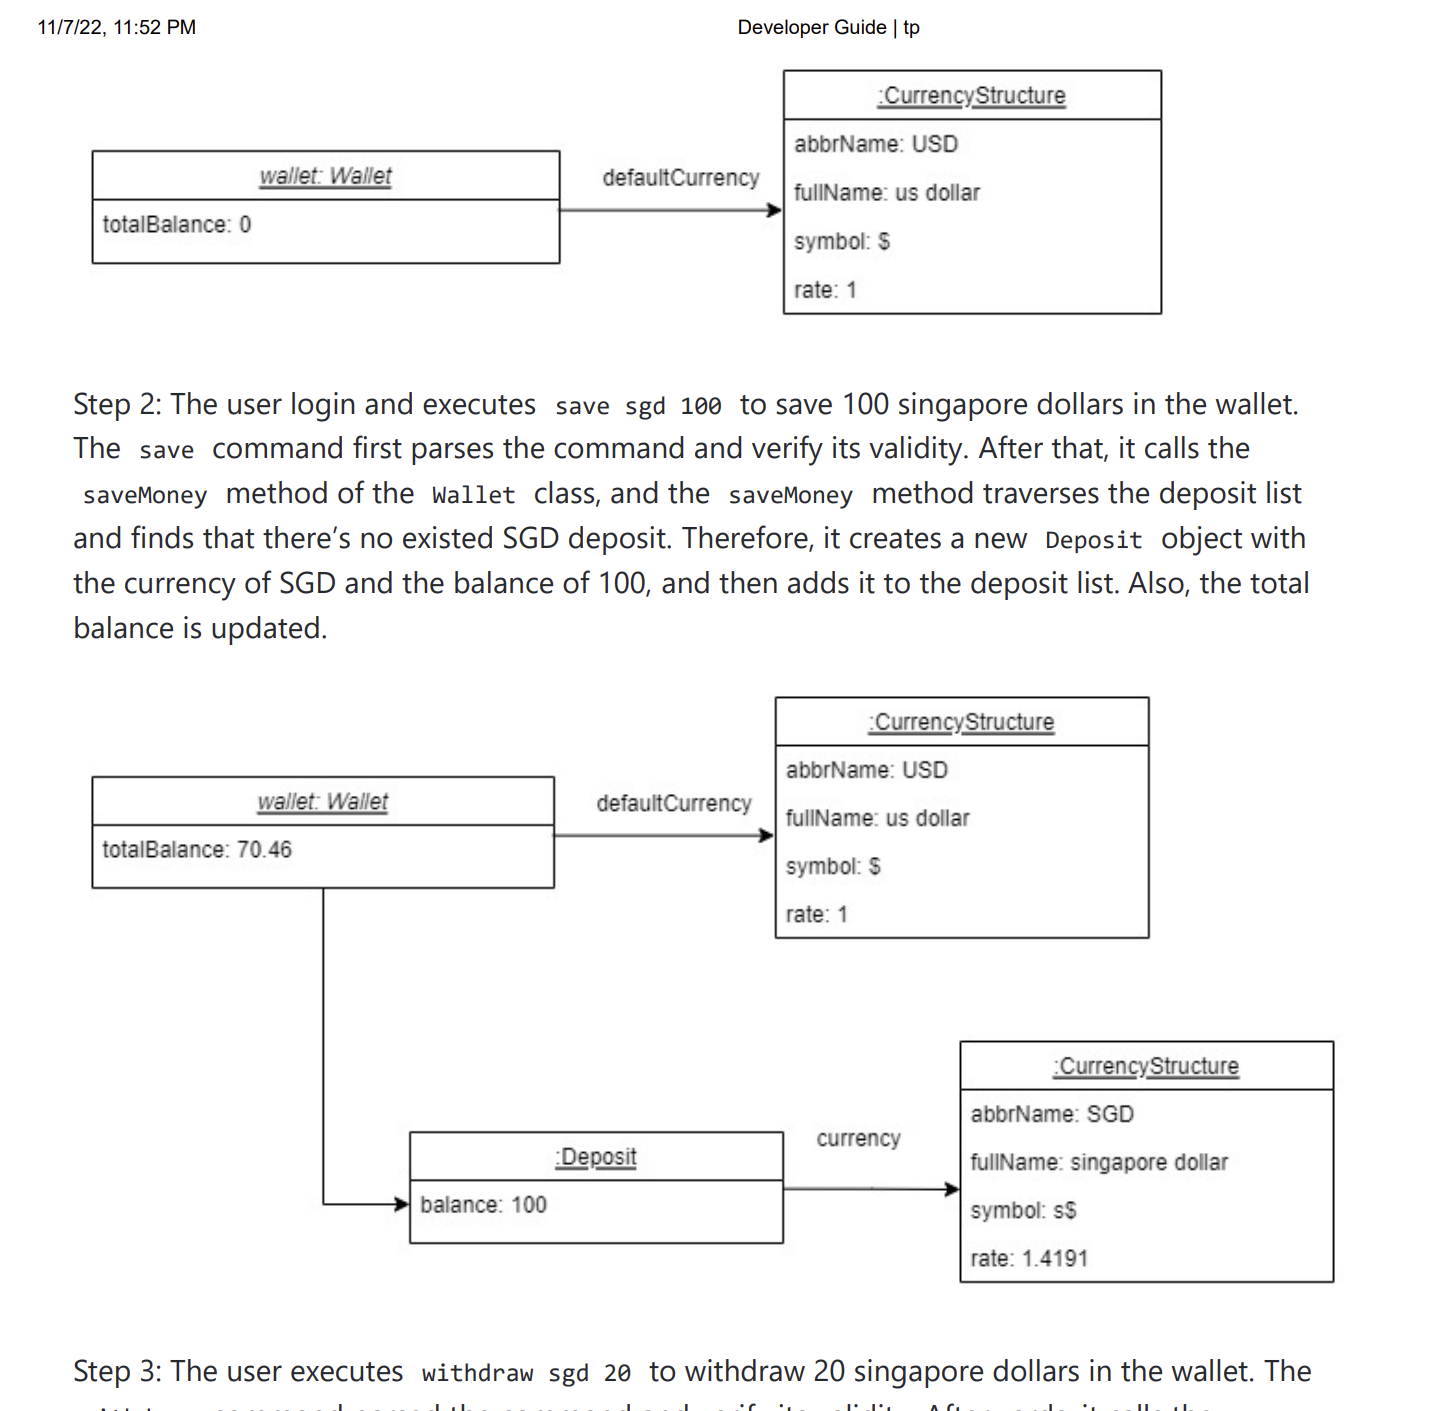 11/7/22, 11:52 PM
Developer Guide | tp
:CurrencyStructure
abbrName: USD
fullName: us dollar
symbol: $
rate: 1
wallet: Wallet
totalBalance: 0
defaultCurrency
Step 2: The user login and executes save sgd 100 to save 100 singapore dollars in the wallet.
The save command first parses the command and verify its validity. After that, it calls the
saveMoney method of the Wallet class, and the saveMoney method traverses the deposit list
and finds that there’s no existed SGD deposit. Therefore, it creates a new Deposit object with
the currency of SGD and the balance of 100, and then adds it to the deposit list. Also, the total
balance is updated.
:CurrencyStructure
abbrName: USD
fullName: us dollar
symbol: $
rate: 1
wallet: Wallet
totalBalance: 70.46
defaultCurrency
:CurrencyStructure
abbrName: SGD
fullName: singapore dollar
symbol: s$
rate: 1.4191
currency
:Deposit
balance: 100
Step 3: The user executes withdraw sgd 20 to withdraw 20 singapore dollars in the wallet. The